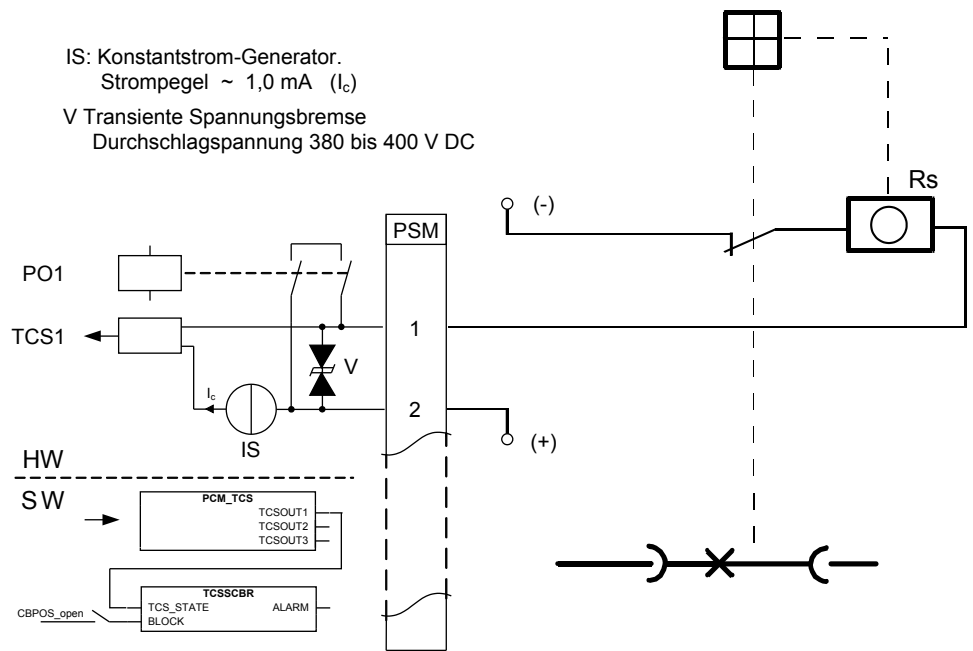 IS: Konstantstrom-Generator.
Strompegel ~ 1,0 mA (Ic)
V Transiente Spannungsbremse
Durchschlagspannung 380 bis 400 V DC
Rs
(-)
PSM
PO1
TCS1
1
V
Ic
2
IS
(+)
HW
SW
PCM_TCS
TCSOUT1
TCSOUT2
TCSOUT3
TCSSCBR
TCS_STATE ALARM
CBPOS_open
BLOCK